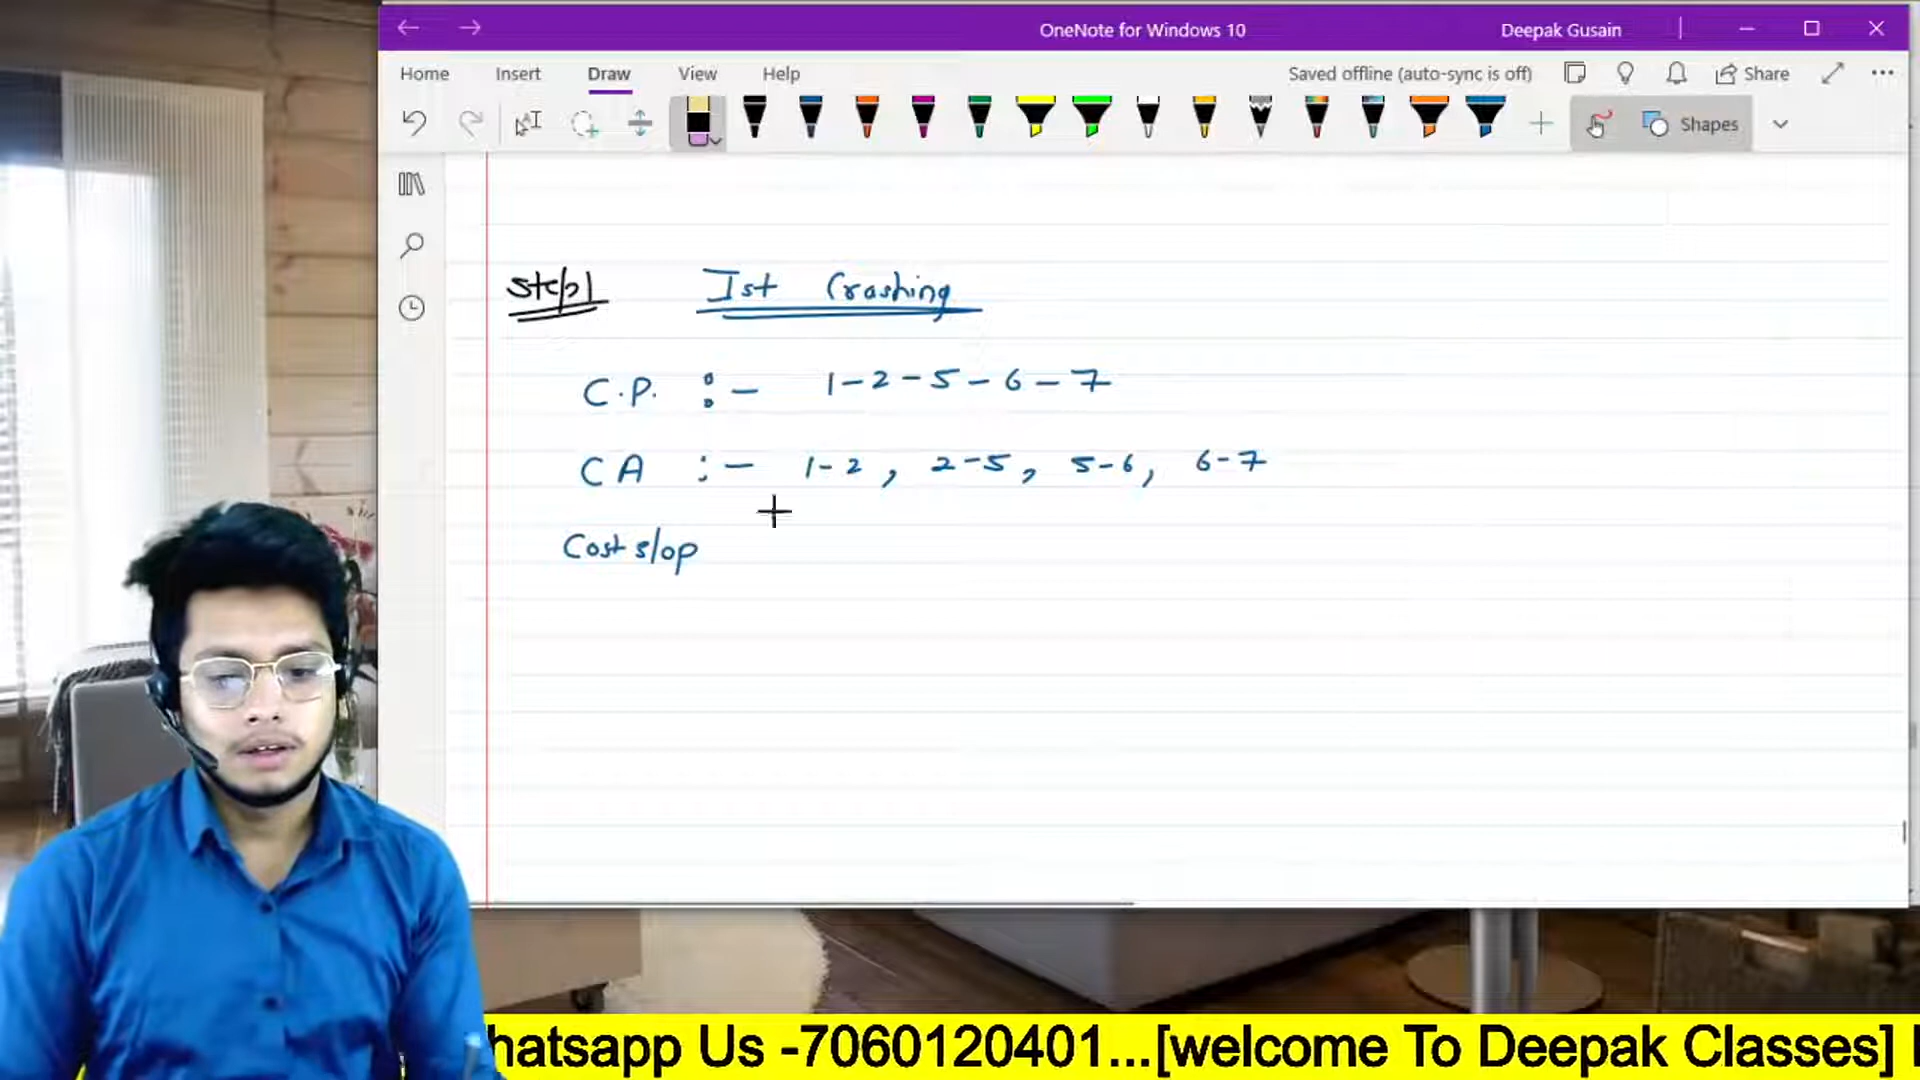 OneNote for Windows 10 Deepak Gusain
Home Insert Draw View Help Saved offline (auto-sync is off) Share
Shapes
Step 1 Ist Crashing
C.P. :- 1-2-5-6-7
CA :- 1-2, 2-5, 5-6, 6-7
Cost slop
hatsapp Us -7060120401...[welcome To Deepak Classes]